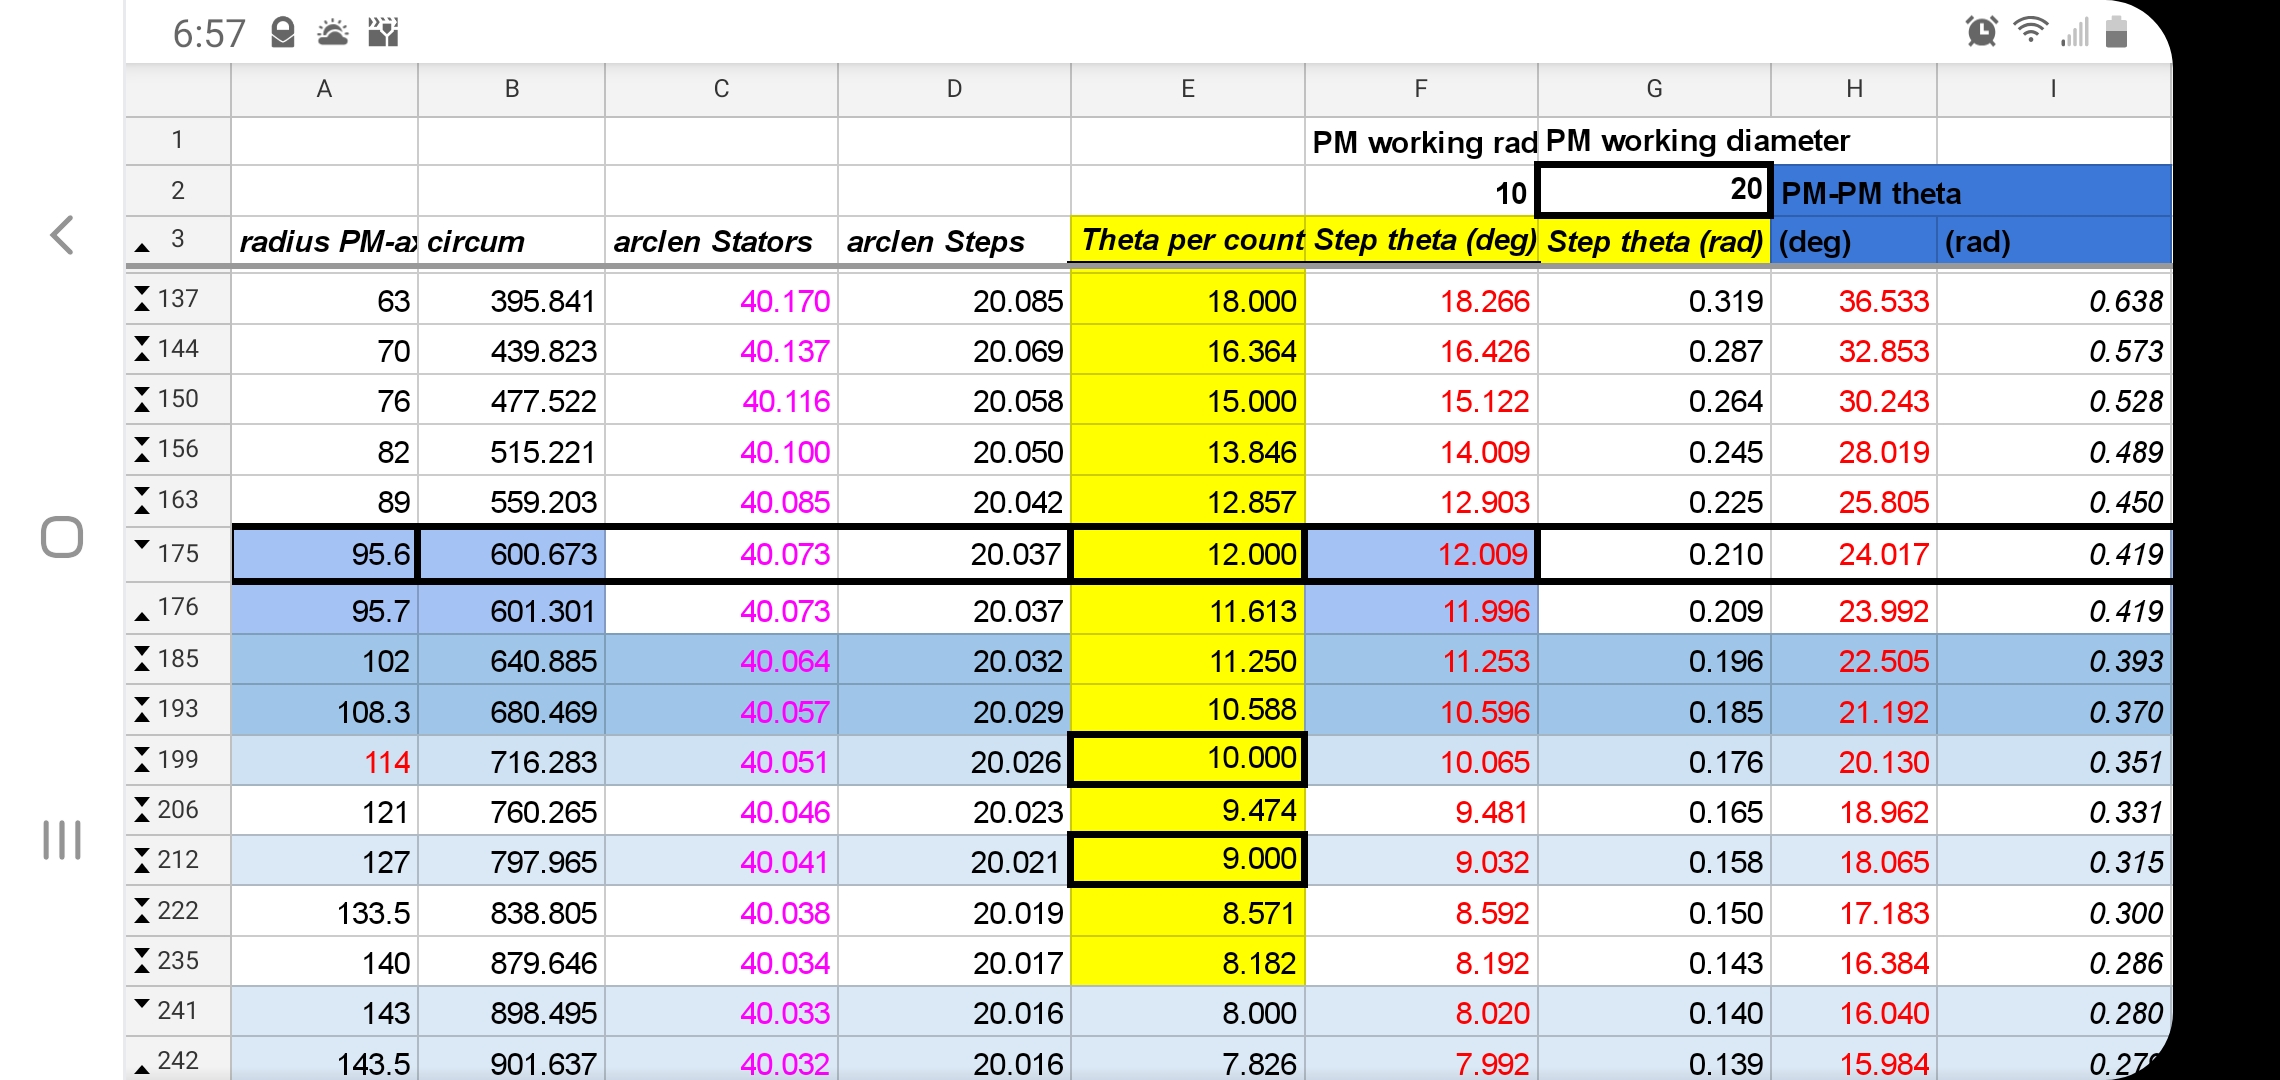 6:57
A B C D E F G H I
1 PM working rad PM working diameter
2 10 20 PM-PM theta
3 radius PM-ax circum arclen Stators arclen Steps Theta per count Step theta (deg) Step theta (rad) (deg) (rad)
137 63 395.841 40.170 20.085 18.000 18.266 0.319 36.533 0.638
144 70 439.823 40.137 20.069 16.364 16.426 0.287 32.853 0.573
150 76 477.522 40.116 20.058 15.000 15.122 0.264 30.243 0.528
156 82 515.221 40.100 20.050 13.846 14.009 0.245 28.019 0.489
163 89 559.203 40.085 20.042 12.857 12.903 0.225 25.805 0.450
175 95.6 600.673 40.073 20.037 12.000 12.009 0.210 24.017 0.419
176 95.7 601.301 40.073 20.037 11.613 11.996 0.209 23.992 0.419
185 102 640.885 40.064 20.032 11.250 11.253 0.196 22.505 0.393
193 108.3 680.469 40.057 20.029 10.588 10.596 0.185 21.192 0.370
199 114 716.283 40.051 20.026 10.000 10.065 0.176 20.130 0.351
206 121 760.265 40.046 20.023 9.474 9.481 0.165 18.962 0.331
212 127 797.965 40.041 20.021 9.000 9.032 0.158 18.065 0.315
222 133.5 838.805 40.038 20.019 8.571 8.592 0.150 17.183 0.300
235 140 879.646 40.034 20.017 8.182 8.192 0.143 16.384 0.286
241 143 898.495 40.033 20.016 8.000 8.020 0.140 16.040 0.280
242 143.5 901.637 40.032 20.016 7.826 7.992 0.139 15.984